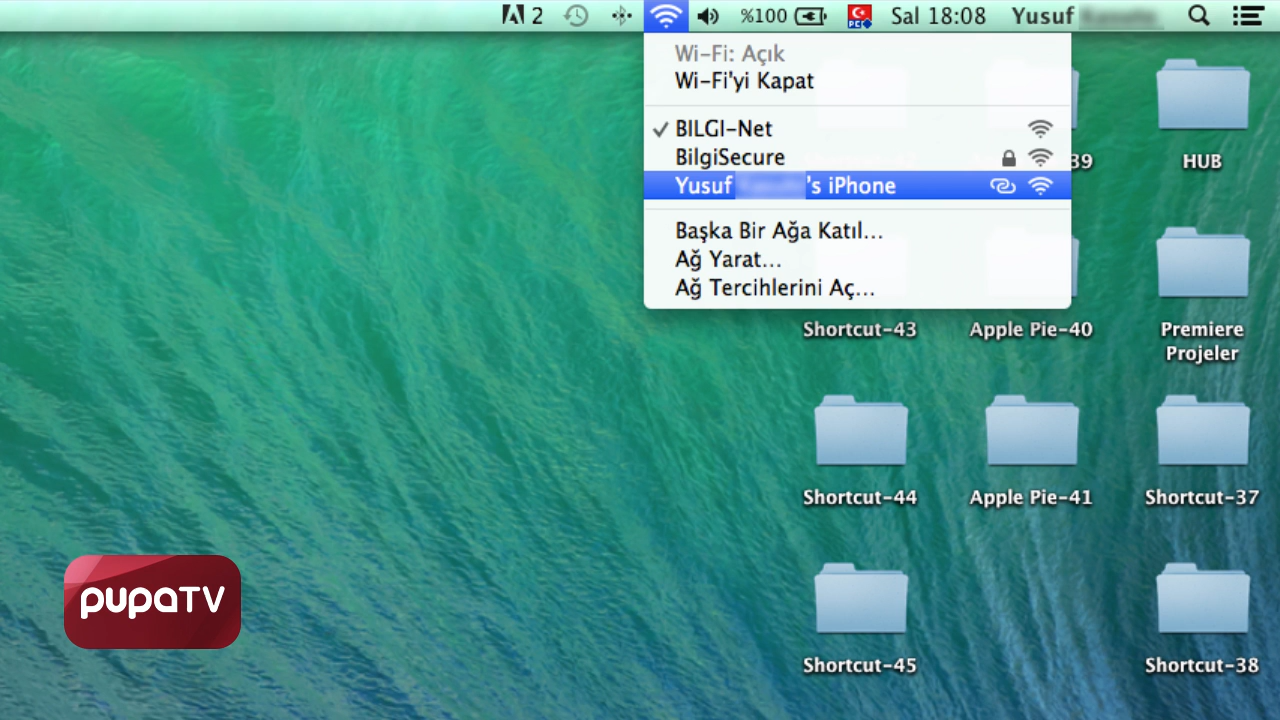 2
%100
Sal 18:08
Yusuf
Wi-Fi: Açık
Wi-Fi'yi Kapat
BILGI-Net
BilgiSecure
Yusuf 's iPhone
Başka Bir Ağa Katıl...
Ağ Yarat...
Ağ Tercihlerini Aç...
39
HUB
Shortcut-43
Apple Pie-40
Premiere
Projeler
Shortcut-44
Apple Pie-41
Shortcut-37
pupaTV
Shortcut-45
Shortcut-38